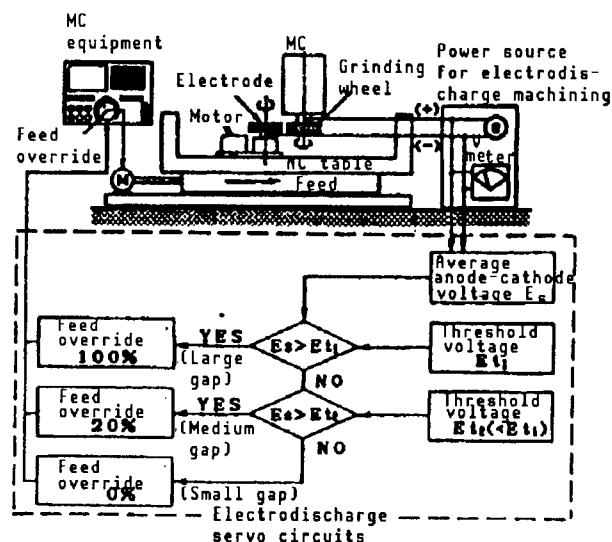 MC
equipment
MC
Power source
for electrodis-
charge machining
Electrode
Grinding
wheel
Motor
(+)
(-)
V
meter
Feed
override
NC table
M
Feed
Average
anode-cathode
voltage Es
Feed
override
100%
YES
(Large
gap)
Es>Et1
Threshold
voltage
Et1
NO
Feed
override
20%
YES
(Medium
gap)
Es>Et2
Threshold
voltage
Et2(<Et1)
NO
Feed
override
0%
(Small gap)
Electrodischarge
servo circuits